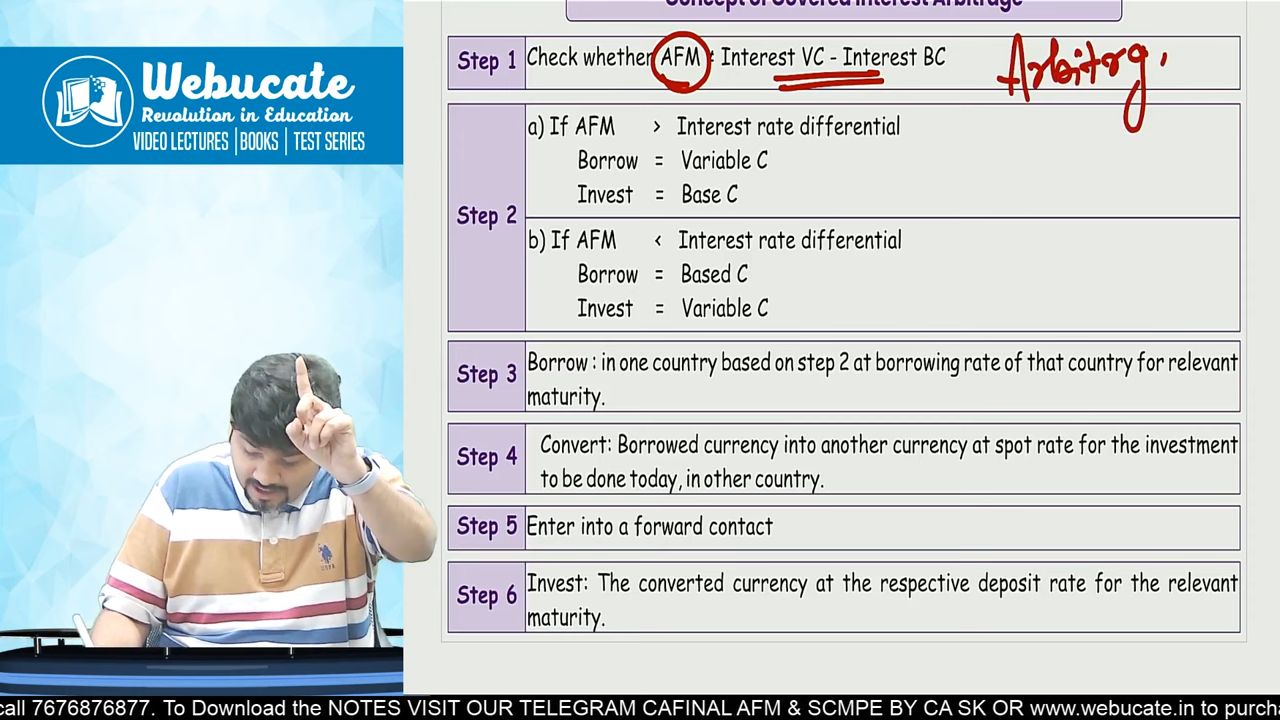 Concept of Covered Interest Arbitrage
Webucate
Revolution in Education
VIDEO LECTURES | BOOKS | TEST SERIES
Step 1
Check whether AFM ≠ Interest VC - Interest BC
Arbitrg.
Step 2
a) If AFM > Interest rate differential
Borrow = Variable C
Invest = Base C
b) If AFM < Interest rate differential
Borrow = Based C
Invest = Variable C
Step 3
Borrow : in one country based on step 2 at borrowing rate of that country for relevant
maturity.
Step 4
Convert: Borrowed currency into another currency at spot rate for the investment
to be done today, in other country.
Step 5
Enter into a forward contact
Step 6
Invest: The converted currency at the respective deposit rate for the relevant
maturity.
call 7676876877. To Download the NOTES VISIT OUR TELEGRAM CAFINAL AFM & SCMPE BY CA SK OR www.webucate.in to purcha